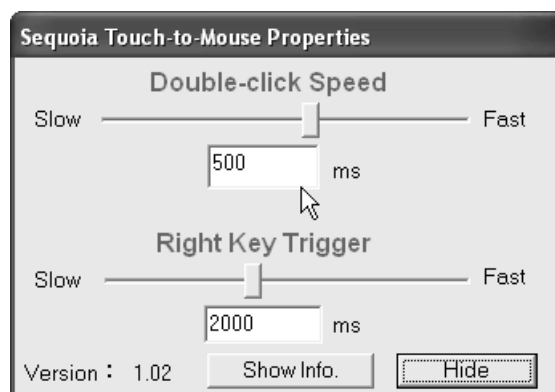 Sequoia Touch-to-Mouse Properties
Double-click Speed
Slow Fast
500 ms
Right Key Trigger
Slow Fast
2000 ms
Version : 1.02 Show Info. Hide